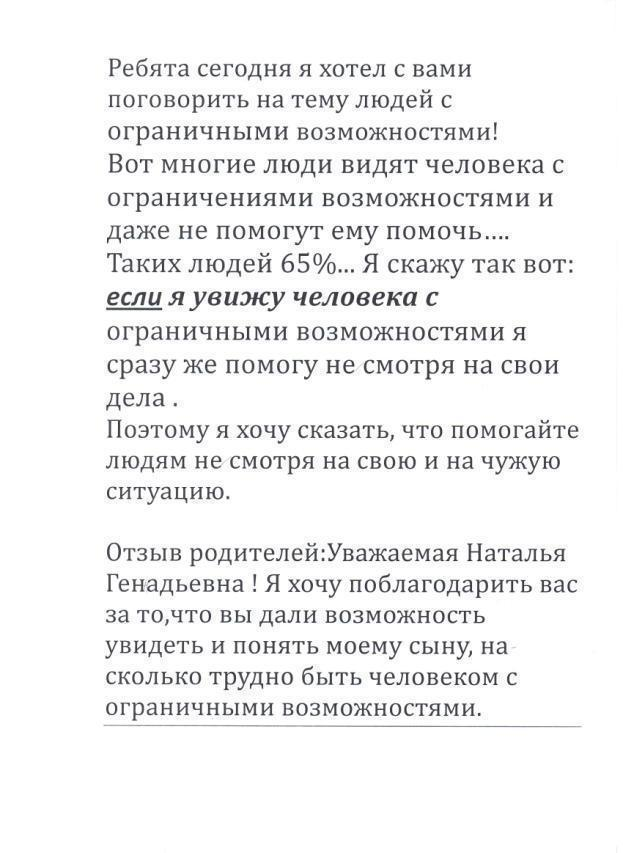 Ребята сегодня я хотел с вами
поговорить на тему людей с
ограничными возможностями!
Вот многие люди видят человека с
ограничениями возможностями и
даже не помогут ему помочь....
Таких людей 65%... Я скажу так вот:
если я увижу человека с
ограничными возможностями я
сразу же помогу не смотря на свои
дела .
Поэтому я хочу сказать, что помогайте
людям не смотря на свою и на чужую
ситуацию.
Отзыв родителей:Уважаемая Наталья
Генадьевна ! Я хочу поблагодарить вас
за то,что вы дали возможность
увидеть и понять моему сыну, на
сколько трудно быть человеком с
ограничными возможностями.